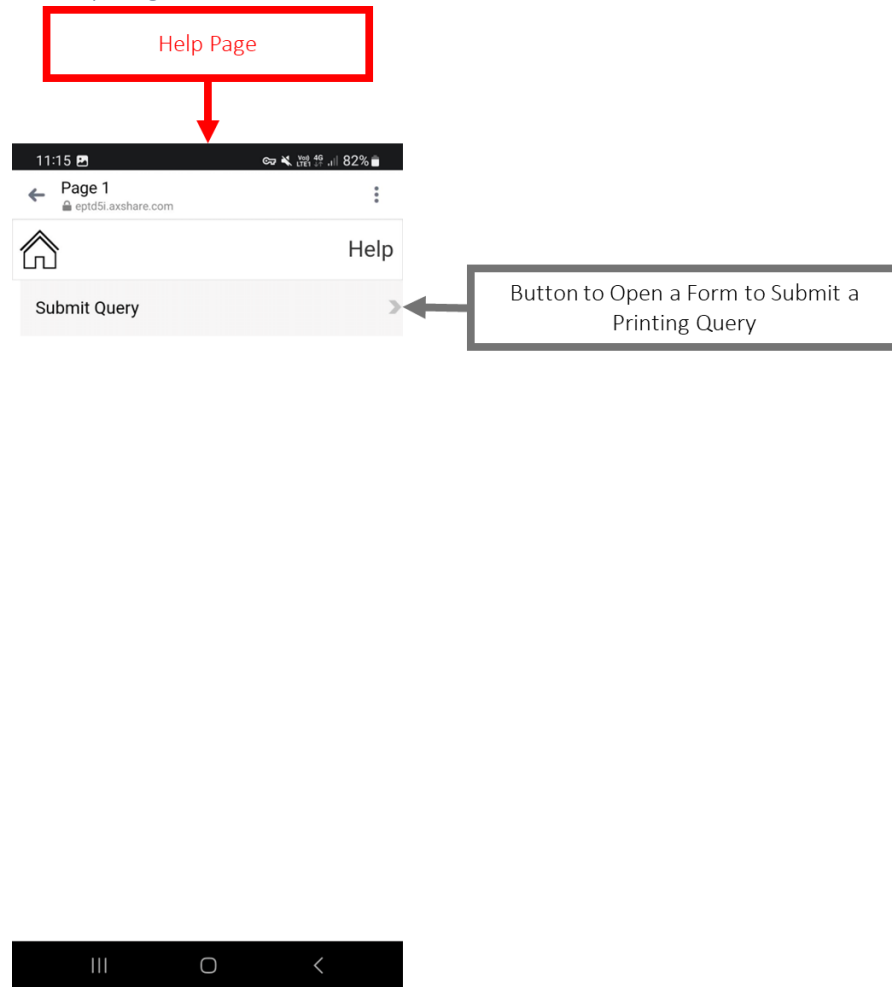 Help Page
11:15 82%
Page 1
eptd5i.axshare.com
Help
Submit Query
Button to Open a Form to Submit a
Printing Query